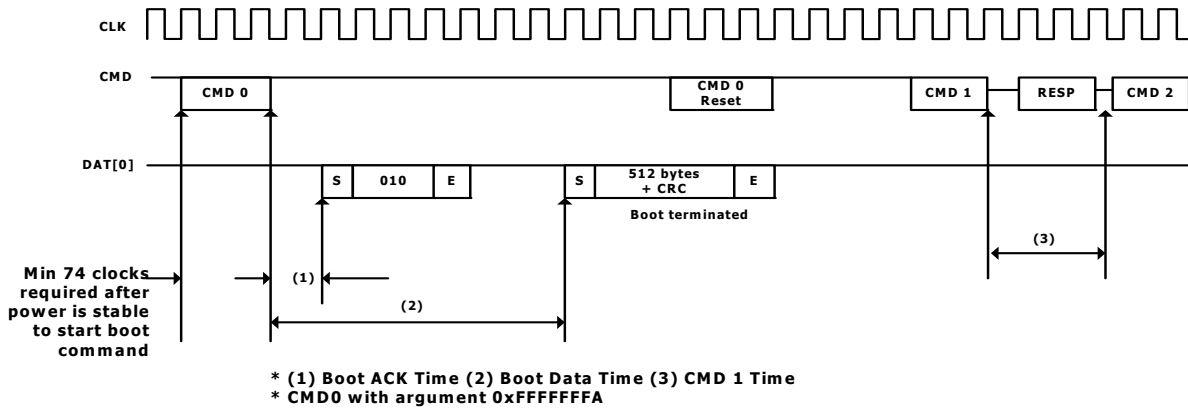 CLK
CMD
CMD 0
CMD 0
Reset
CMD 1
RESP
CMD 2
DAT[0]
S
010
E
S
512 bytes
+ CRC
E
Boot terminated
(3)
(1)
(2)
Min 74 clocks
required after
power is stable
to start boot
command
* (1) Boot ACK Time (2) Boot Data Time (3) CMD 1 Time
* CMD0 with argument 0xFFFFFFFA